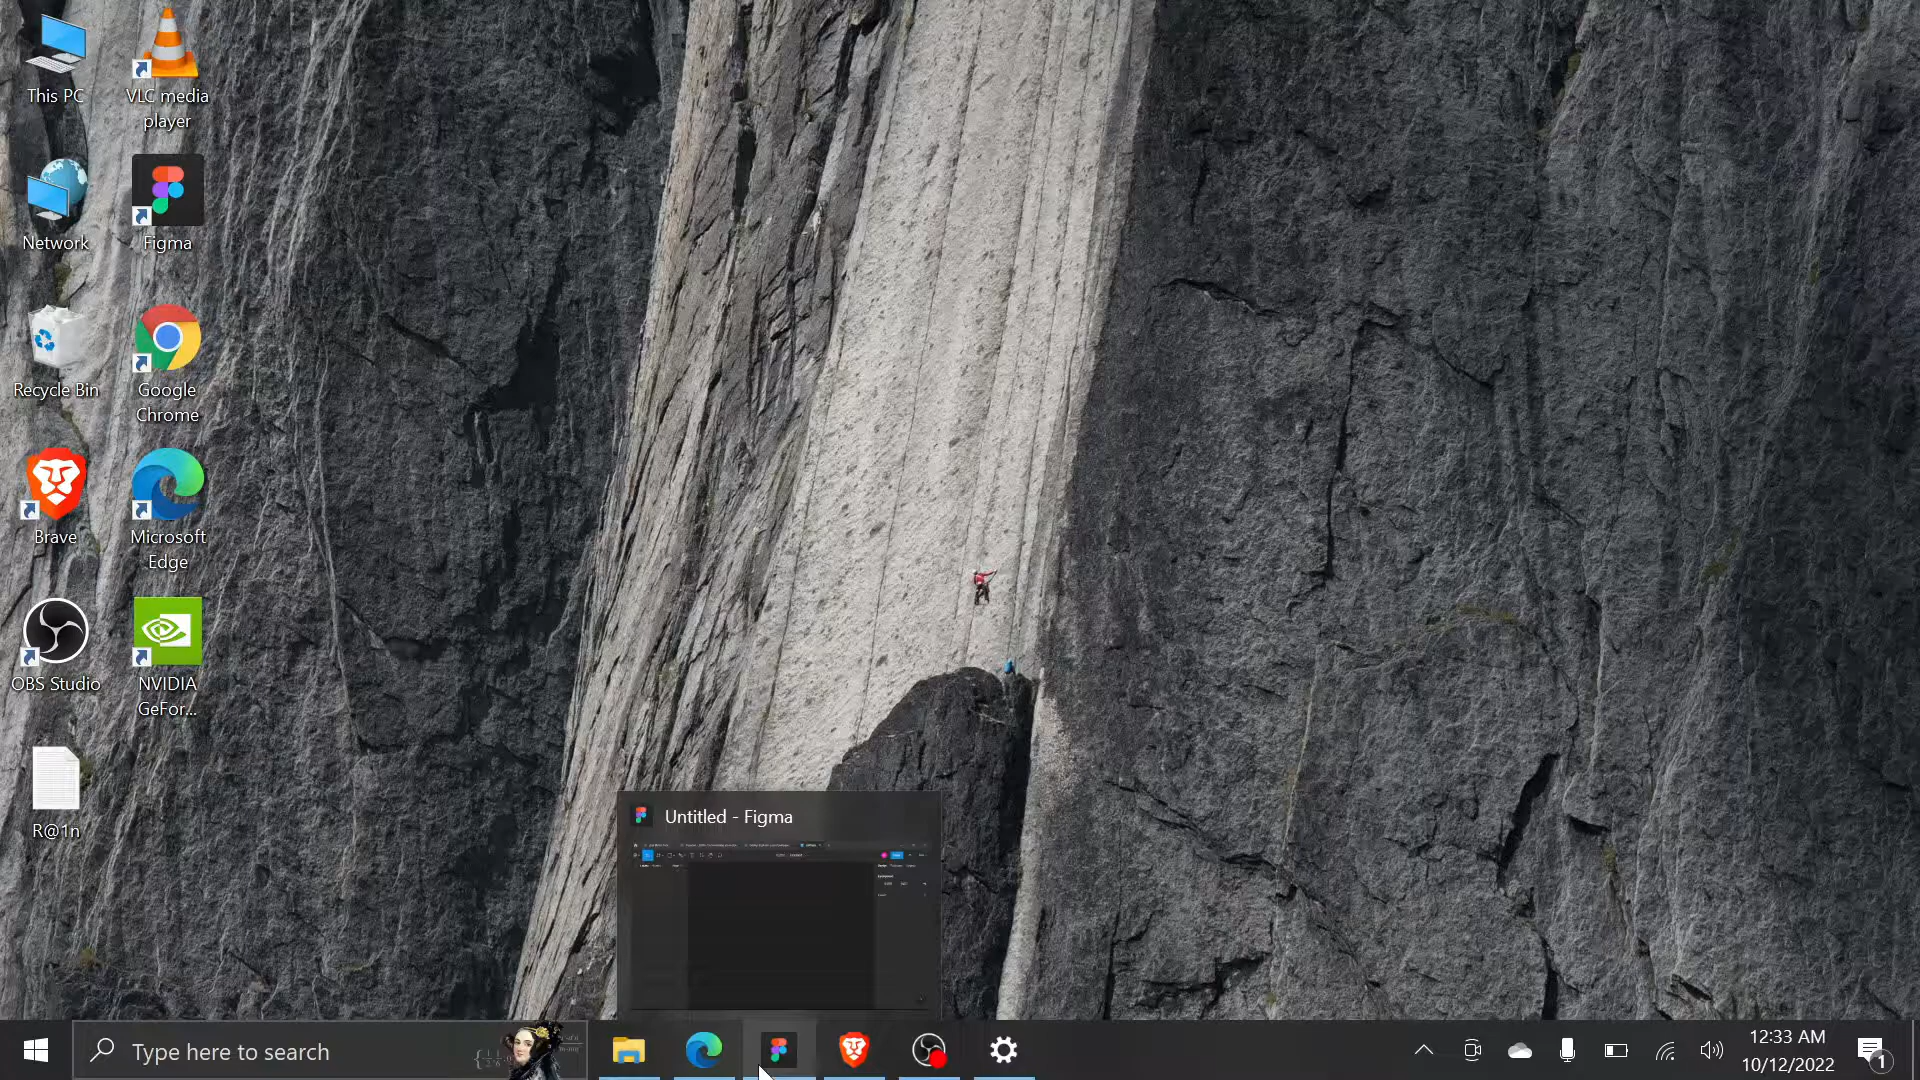 This PC
VLC media
player
Network
Figma
Recycle Bin
Google
Chrome
Brave
Microsoft
Edge
OBS Studio
NVIDIA
GeFor...
R@1n
Untitled - Figma
Type here to search
12:33 AM
10/12/2022
1